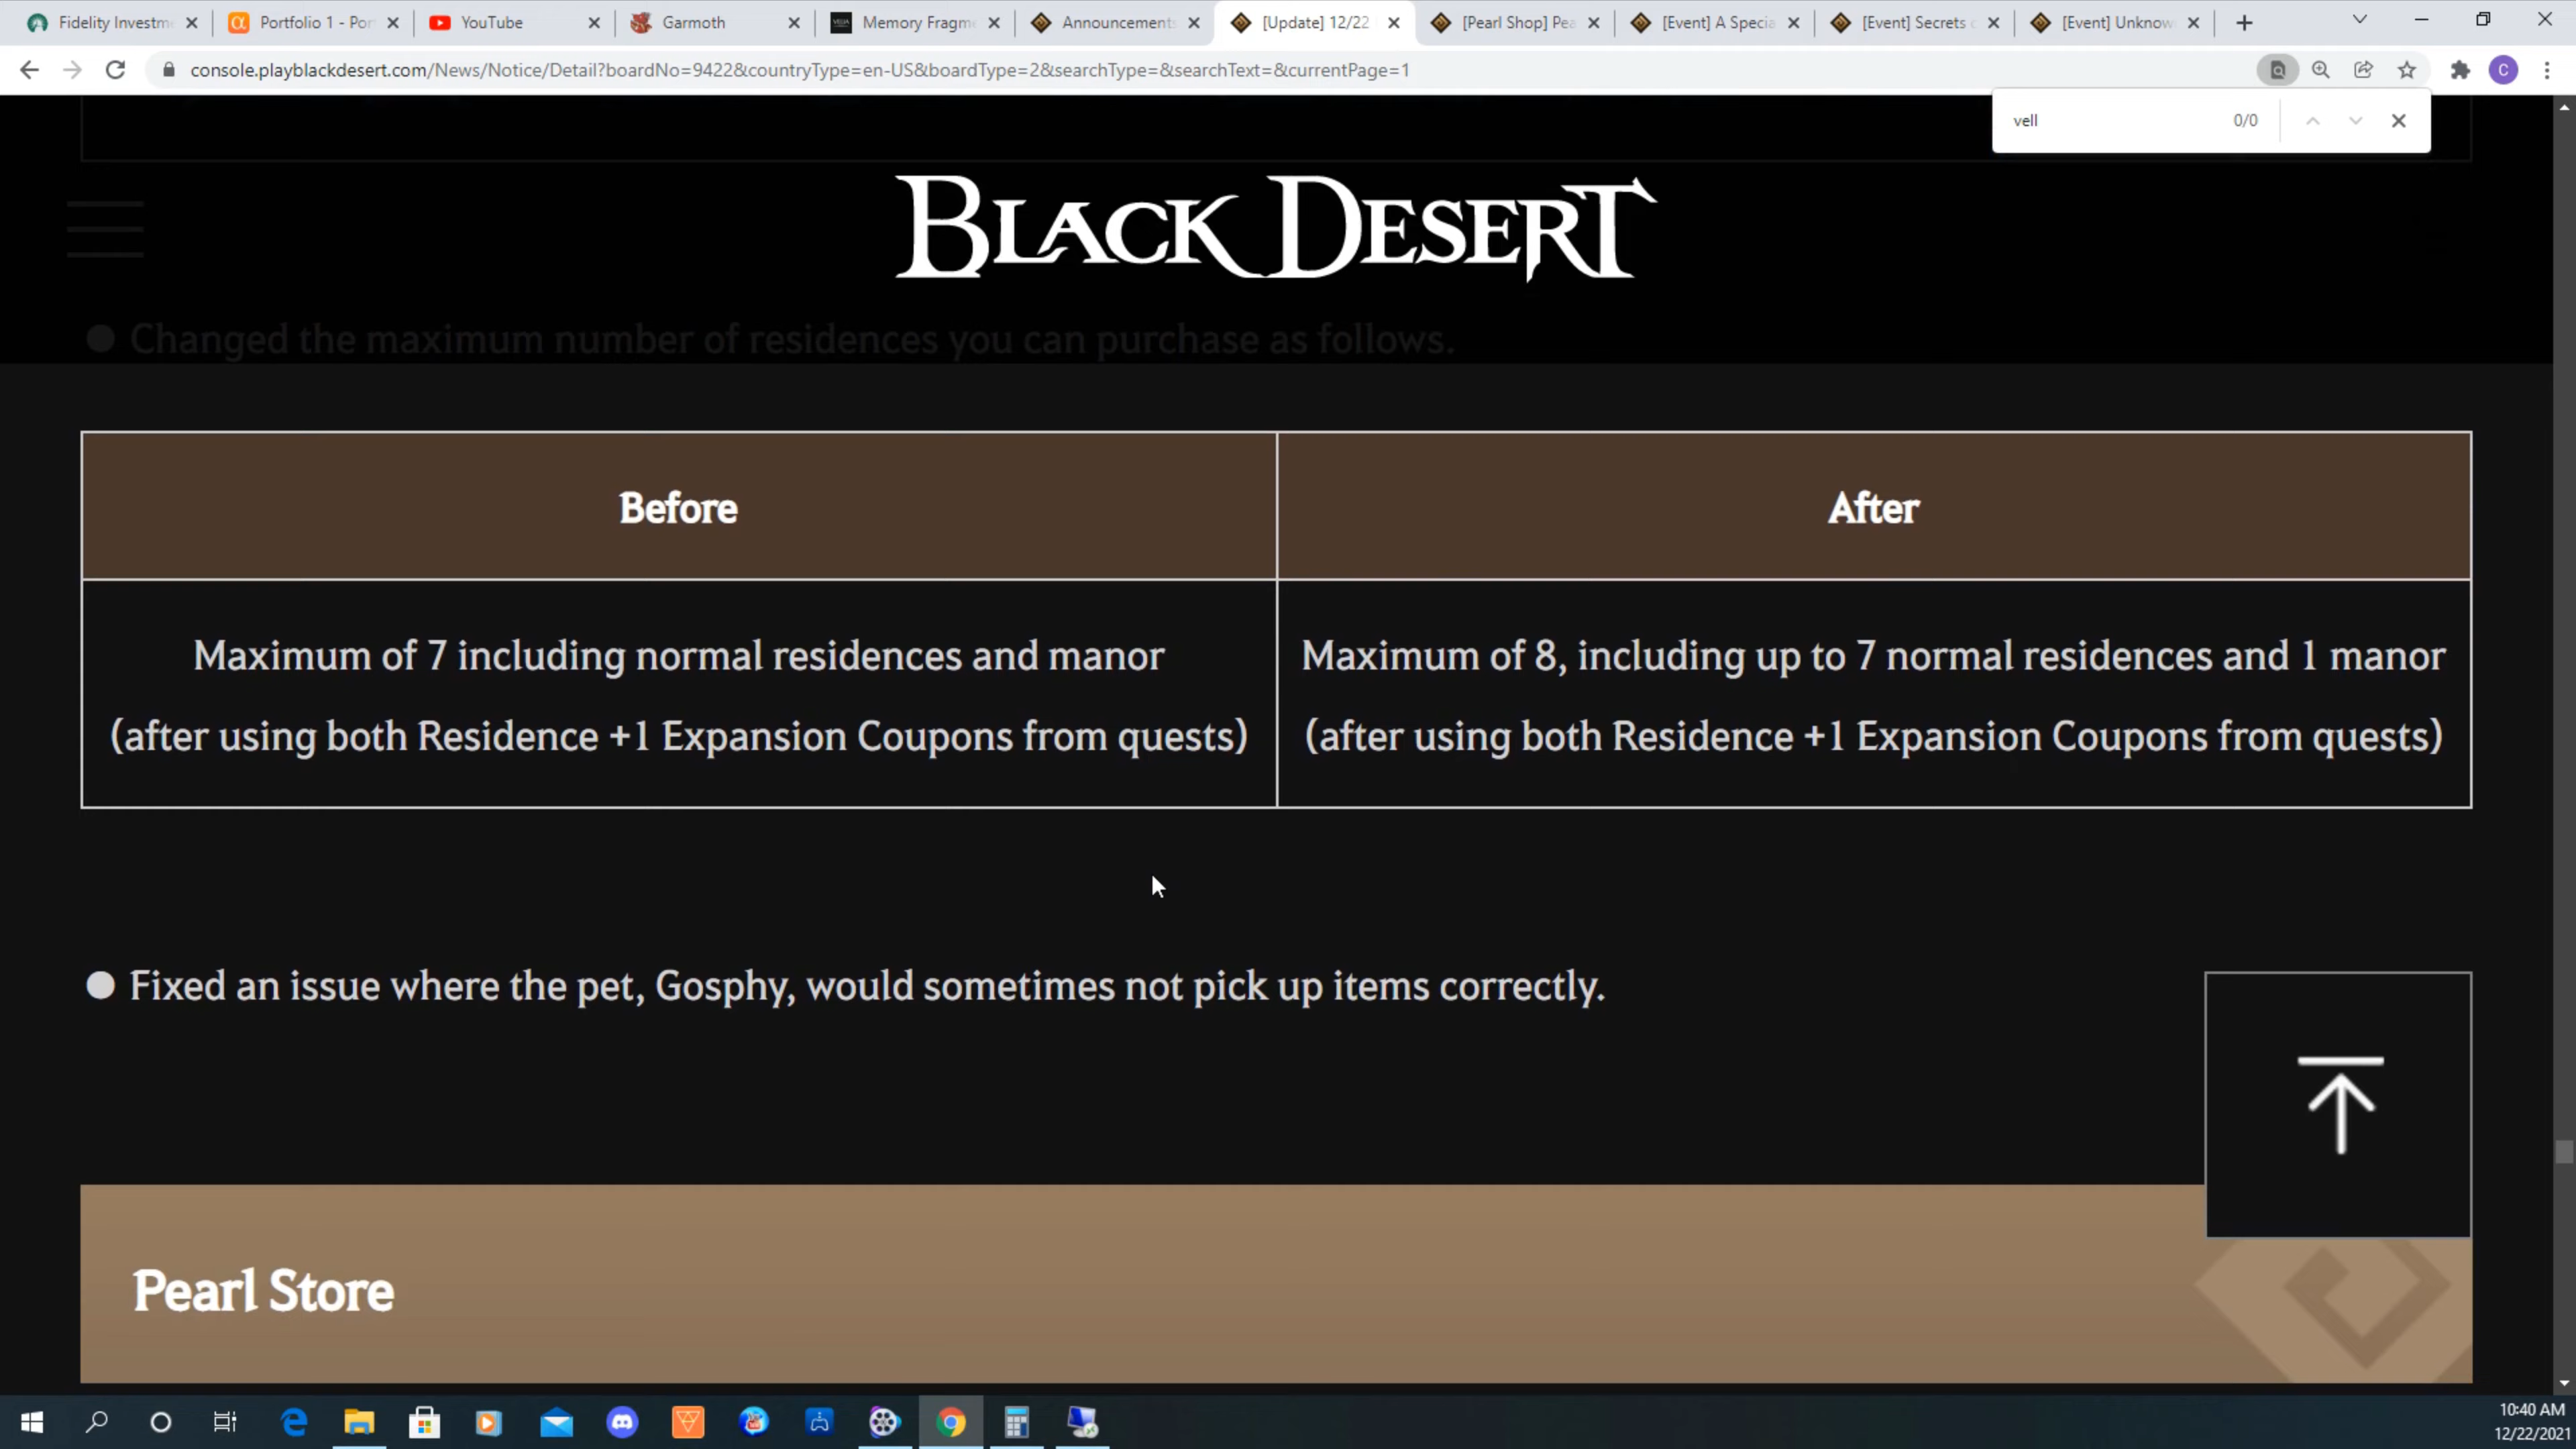 Fidelity Investm
Portfolio 1 - Por
YouTube
Garmoth
Memory Fragm
Announcements
[Update] 12/22
[Pearl Shop] Pea
[Event] A Specia
[Event] Secrets o
[Event] Unknow
console.playblackdesert.com/News/Notice/Detail?boardNo=9422&countryType=en-US&boardType=2&searchType=&searchText=&currentPage=1
C
vell 0/0
BLACK DESERT
● Changed the maximum number of residences you can purchase as follows.
Before
After
Maximum of 7 including normal residences and manor
(after using both Residence +1 Expansion Coupons from quests)
Maximum of 8, including up to 7 normal residences and 1 manor
(after using both Residence +1 Expansion Coupons from quests)
● Fixed an issue where the pet, Gosphy, would sometimes not pick up items correctly.
Pearl Store
10:40 AM
12/22/2021